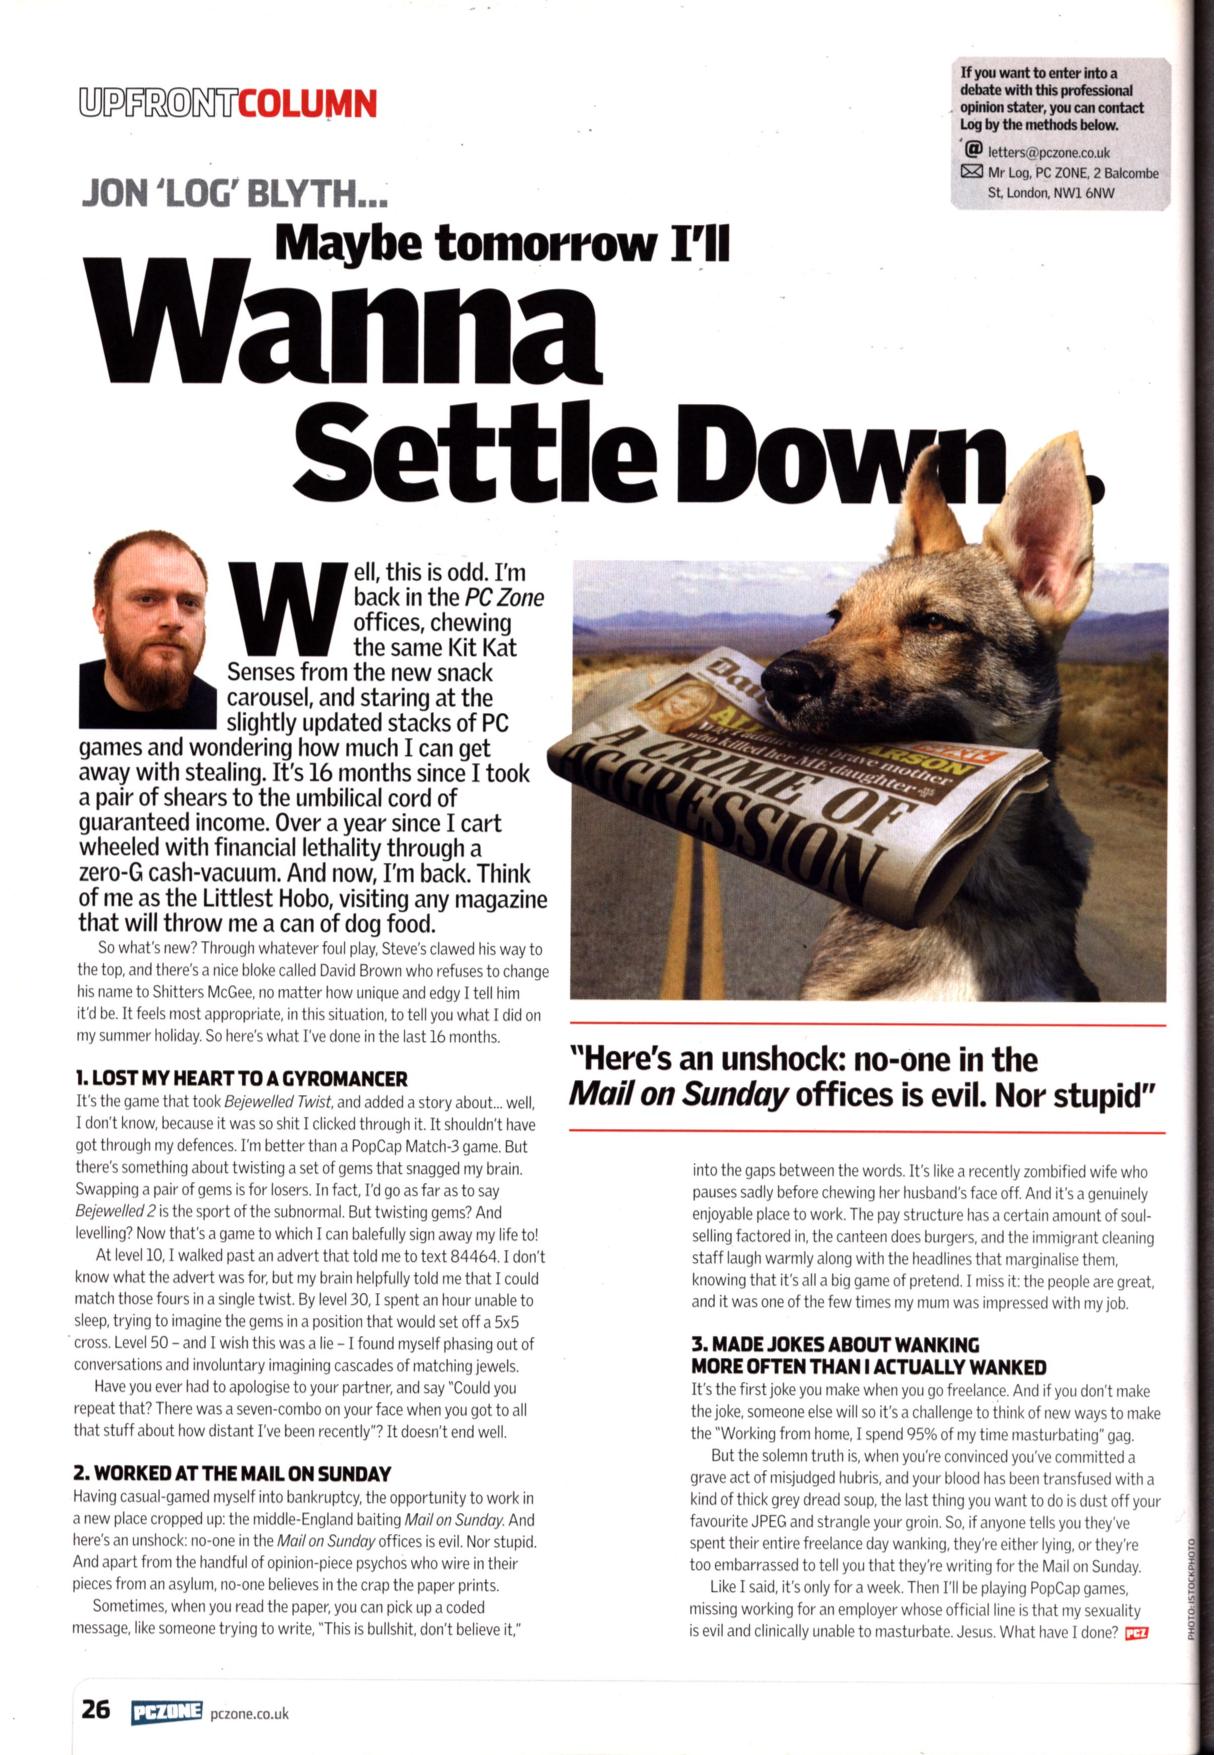 UPFRONTCOLUMN
If you want to enter into a
debate with this professional
opinion stater, you can contact
Log by the methods below.
@ letters@pczone.co.uk
Mr Log, PC ZONE, 2 Balcombe
St, London, NW1 6NW
JON 'LOG' BLYTH...
Maybe tomorrow I'll
Wanna
Settle Down...
Well, this is odd. I'm
back in the PC Zone
offices, chewing
the same Kit Kat
Senses from the new snack
carousel, and staring at the
slightly updated stacks of PC
games and wondering how much I can get
away with stealing. It's 16 months since I took
a pair of shears to the umbilical cord of
guaranteed income. Over a year since I cart
wheeled with financial lethality through a
zero-G cash-vacuum. And now, I'm back. Think
of me as the Littlest Hobo, visiting any magazine
that will throw me a can of dog food.
So what's new? Through whatever foul play, Steve's clawed his way to
the top, and there's a nice bloke called David Brown who refuses to change
his name to Shitters McGee, no matter how unique and edgy I tell him
it'd be. It feels most appropriate, in this situation, to tell you what I did on
my summer holiday. So here's what I've done in the last 16 months.
1. LOST MY HEART TO A GYROMANCER
It's the game that took Bejewelled Twist, and added a story about... well,
I don't know, because it was so shit I clicked through it. It shouldn't have
got through my defences. I'm better than a PopCap Match-3 game. But
there's something about twisting a set of gems that snagged my brain.
Swapping a pair of gems is for losers. In fact, I'd go as far as to say
Bejewelled 2 is the sport of the subnormal. But twisting gems? And
levelling? Now that's a game to which I can balefully sign away my life to!
At level 10, I walked past an advert that told me to text 84464. I don't
know what the advert was for, but my brain helpfully told me that I could
match those fours in a single twist. By level 30, I spent an hour unable to
sleep, trying to imagine the gems in a position that would set off a 5x5
cross. Level 50 – and I wish this was a lie – I found myself phasing out of
conversations and involuntary imagining cascades of matching jewels.
Have you ever had to apologise to your partner, and say "Could you
repeat that? There was a seven-combo on your face when you got to all
that stuff about how distant I've been recently"? It doesn't end well.
2. WORKED AT THE MAIL ON SUNDAY
Having casual-gamed myself into bankruptcy, the opportunity to work in
a new place cropped up: the middle-England baiting Mail on Sunday. And
here's an unshock: no-one in the Mail on Sunday offices is evil. Nor stupid.
And apart from the handful of opinion-piece psychos who wire in their
pieces from an asylum, no-one believes in the crap the paper prints.
Sometimes, when you read the paper, you can pick up a coded
message, like someone trying to write, "This is bullshit, don't believe it,"
A CRIME OF
AGGRESSION
"Here's an unshock: no-one in the
Mail on Sunday offices is evil. Nor stupid"
into the gaps between the words. It's like a recently zombified wife who
pauses sadly before chewing her husband's face off. And it's a genuinely
enjoyable place to work. The pay structure has a certain amount of soul-
selling factored in, the canteen does burgers, and the immigrant cleaning
staff laugh warmly along with the headlines that marginalise them,
knowing that it's all a big game of pretend. I miss it: the people are great,
and it was one of the few times my mum was impressed with my job.
3. MADE JOKES ABOUT WANKING
MORE OFTEN THAN I ACTUALLY WANKED
It's the first joke you make when you go freelance. And if you don't make
the joke, someone else will so it's a challenge to think of new ways to make
the "Working from home, I spend 95% of my time masturbating" gag.
But the solemn truth is, when you're convinced you've committed a
grave act of misjudged hubris, and your blood has been transfused with a
kind of thick grey dread soup, the last thing you want to do is dust off your
favourite JPEG and strangle your groin. So, if anyone tells you they've
spent their entire freelance day wanking, they're either lying, or they're
too embarrassed to tell you that they're writing for the Mail on Sunday.
Like I said, it's only for a week. Then I'll be playing PopCap games,
missing working for an employer whose official line is that my sexuality
is evil and clinically unable to masturbate. Jesus. What have I done? PCZ
PHOTO: ISTOCKPHOTO
26 PCZONE pczone.co.uk